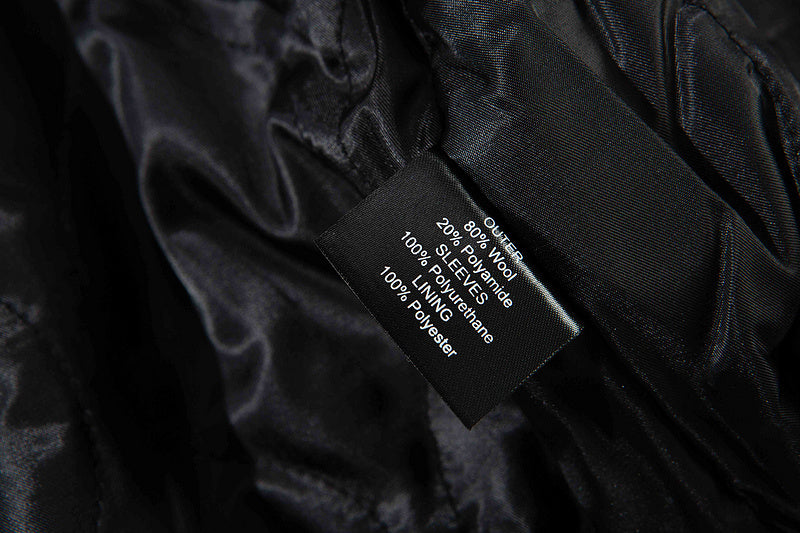 OUTER
80% Wool
20% Polyamide
SLEEVES
100% Polyurethane
LINING
100% Polyester